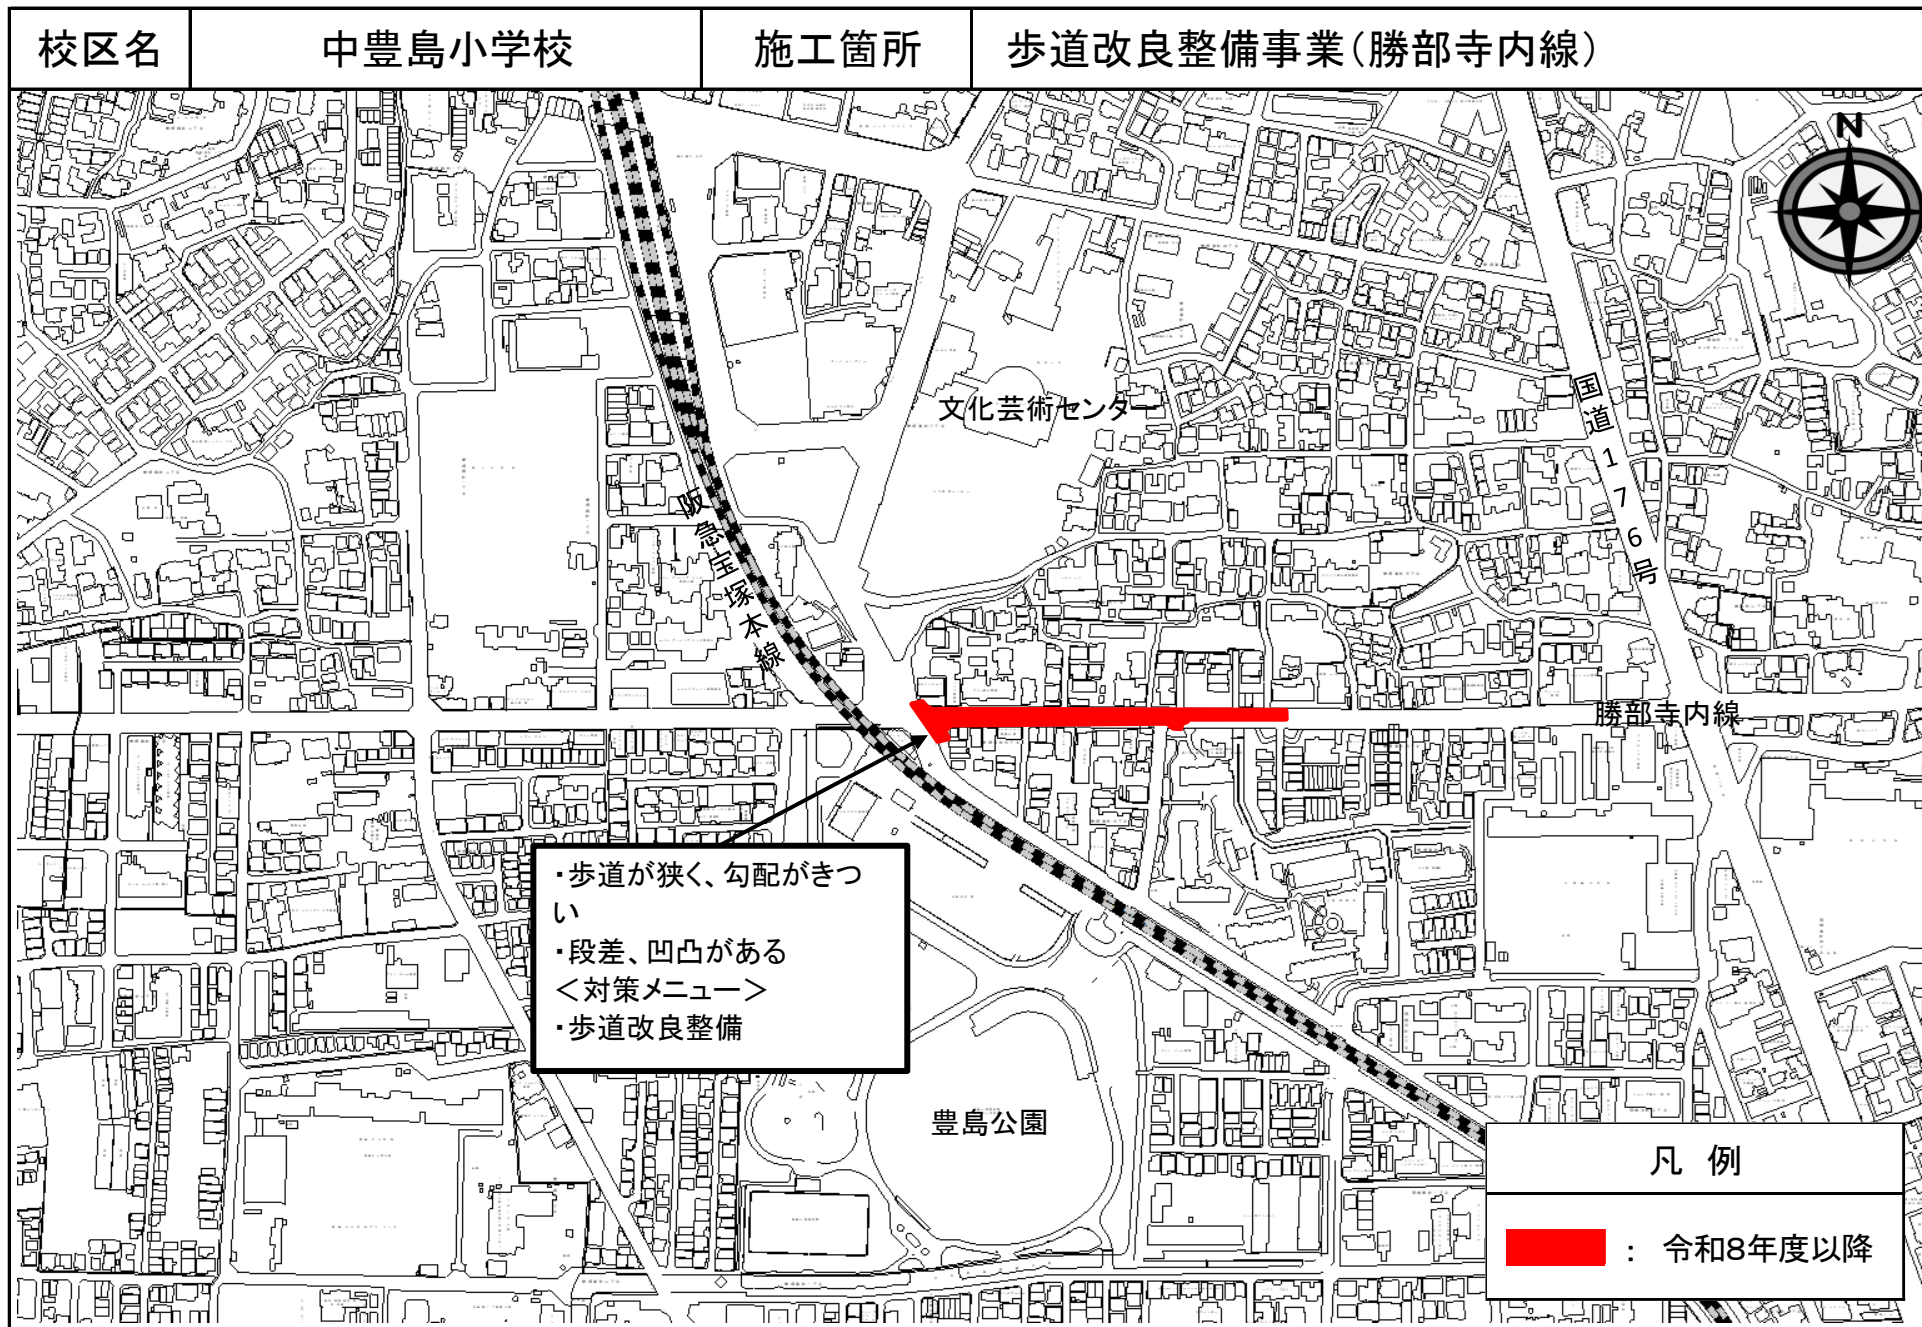 校区名
中豊島小学校
施工箇所
歩道改良整備事業(勝部寺内線)
N
国道176号
文化芸術センター
阪急宝塚本線
勝部寺内線
・歩道が狭く、勾配がきつ
い
・段差、凹凸がある
＜対策メニュー＞
・歩道改良整備
豊島公園
凡 例
： 令和8年度以降